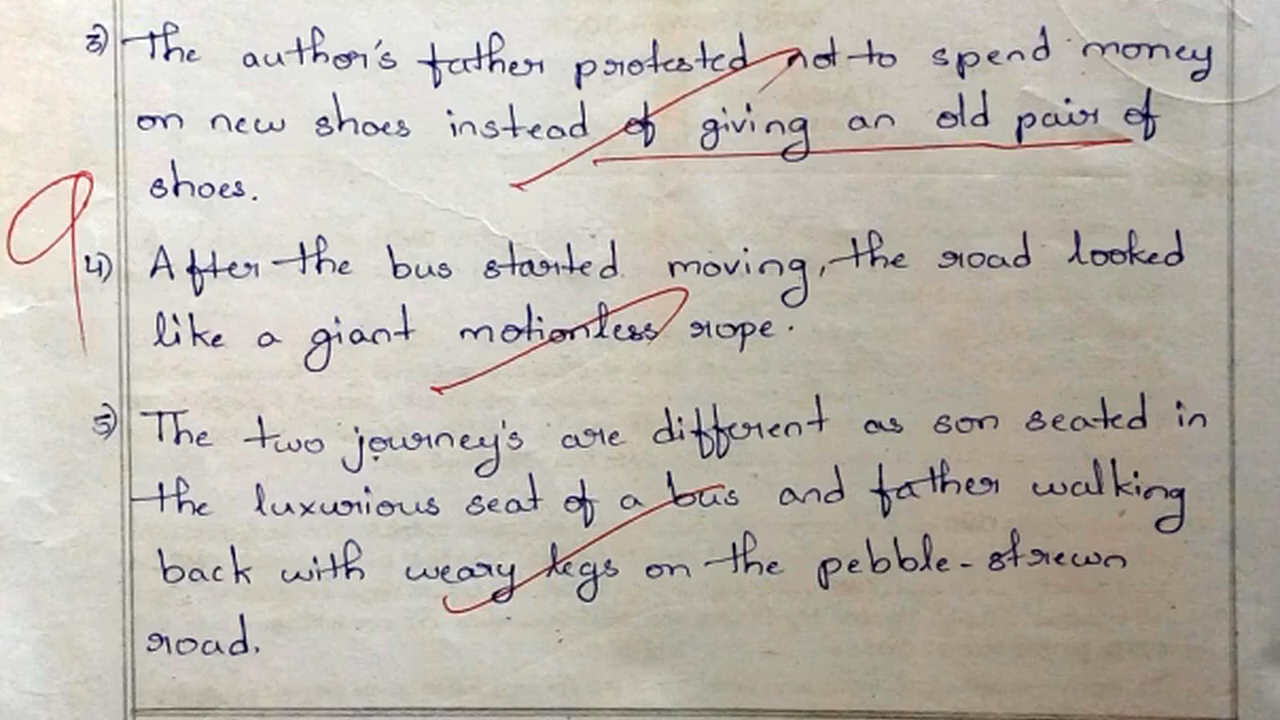 3) The author's father protested not to spend money
on new shoes instead of giving an old pair of
shoes.
9
4) After the bus started moving, the road looked
like a giant motionless rope.
5) The two journey's are different as son seated in
the luxurious seat of a bus and father walking
back with weary legs on the pebble-strewn
road.